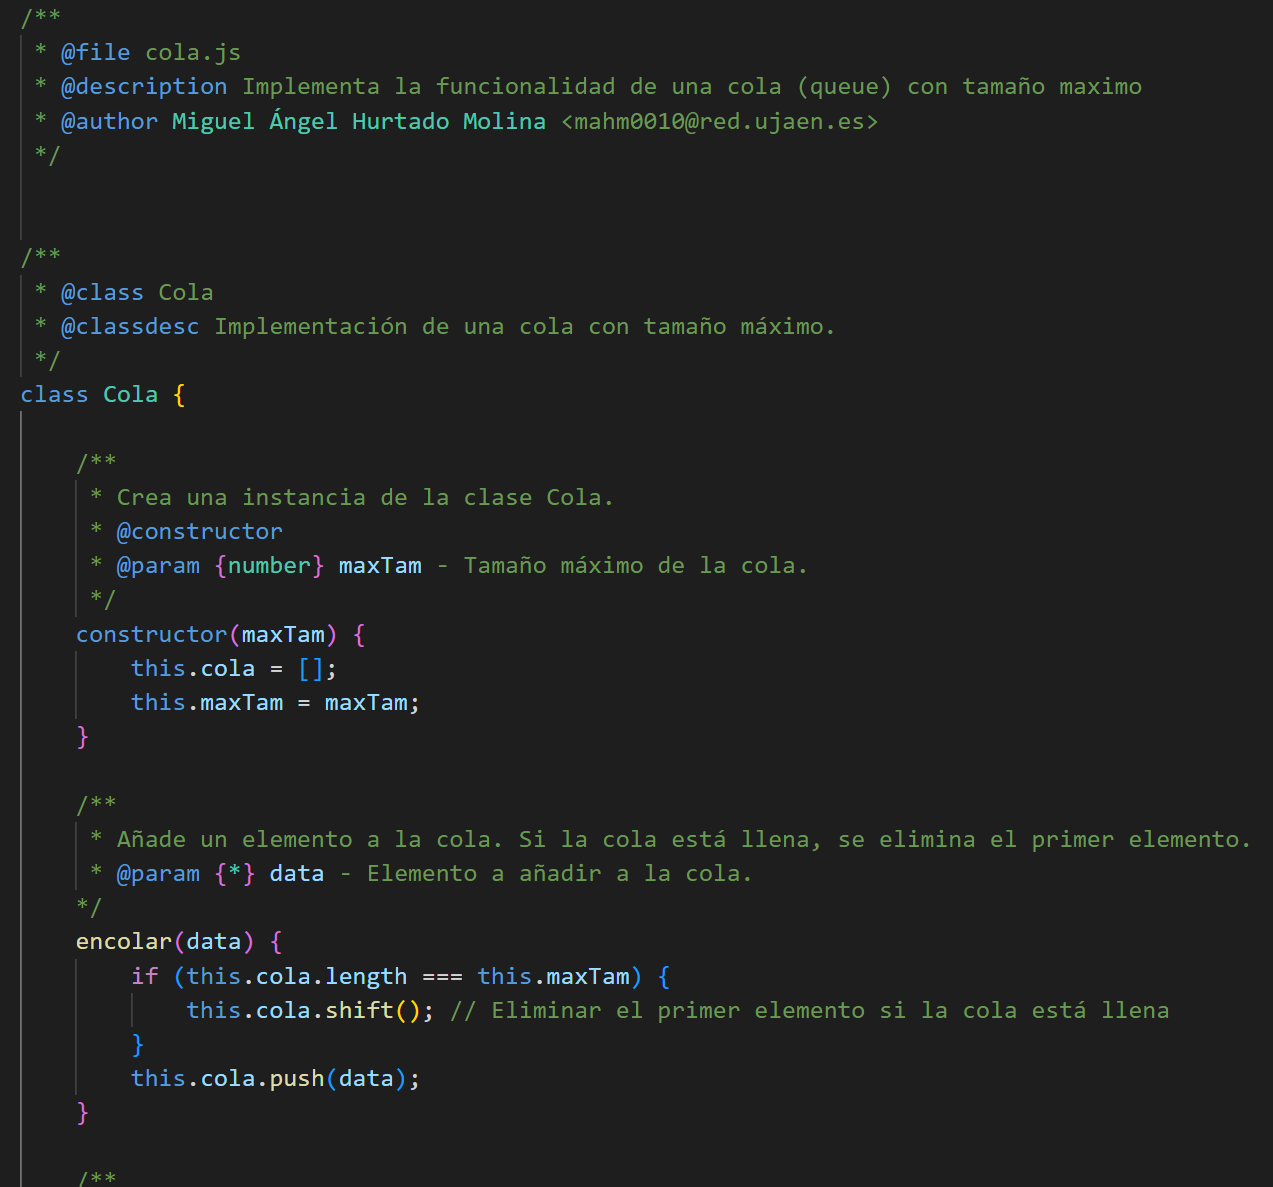 /**
 * @file cola.js
 * @description Implementa la funcionalidad de una cola (queue) con tamaño maximo
 * @author Miguel Ángel Hurtado Molina <mahm0010@red.ujaen.es>
 */
/**
 * @class Cola
 * @classdesc Implementación de una cola con tamaño máximo.
 */
class Cola {
    /**
     * Crea una instancia de la clase Cola.
     * @constructor
     * @param {number} maxTam - Tamaño máximo de la cola.
     */
    constructor(maxTam) {
        this.cola = [];
        this.maxTam = maxTam;
    }
    /**
     * Añade un elemento a la cola. Si la cola está llena, se elimina el primer elemento.
     * @param {*} data - Elemento a añadir a la cola.
    */
    encolar(data) {
        if (this.cola.length === this.maxTam) {
            this.cola.shift(); // Eliminar el primer elemento si la cola está llena
        }
        this.cola.push(data);
    }
    /**